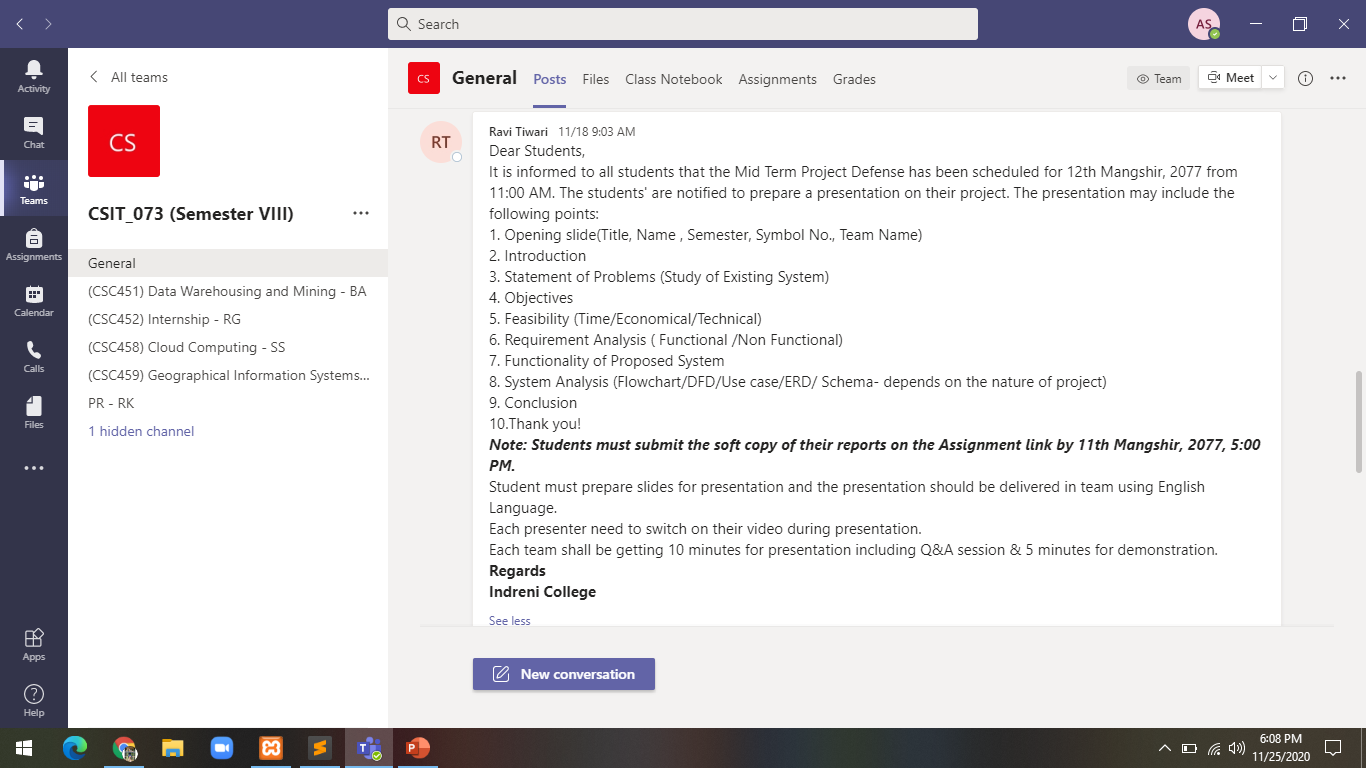 Search
AS
Activity
Chat
Teams
Assignments
Calendar
Calls
Files
Apps
Help
All teams
CS
CSIT_073 (Semester VIII)
General
(CSC451) Data Warehousing and Mining - BA
(CSC452) Internship - RG
(CSC458) Cloud Computing - SS
(CSC459) Geographical Information Systems...
PR - RK
1 hidden channel
CS General Posts Files Class Notebook Assignments Grades
Team Meet
RT
Ravi Tiwari 11/18 9:03 AM
Dear Students,
It is informed to all students that the Mid Term Project Defense has been scheduled for 12th Mangshir, 2077 from
11:00 AM. The students' are notified to prepare a presentation on their project. The presentation may include the
following points:
1. Opening slide(Title, Name , Semester, Symbol No., Team Name)
2. Introduction
3. Statement of Problems (Study of Existing System)
4. Objectives
5. Feasibility (Time/Economical/Technical)
6. Requirement Analysis ( Functional /Non Functional)
7. Functionality of Proposed System
8. System Analysis (Flowchart/DFD/Use case/ERD/ Schema- depends on the nature of project)
9. Conclusion
10.Thank you!
Note: Students must submit the soft copy of their reports on the Assignment link by 11th Mangshir, 2077, 5:00
PM.
Student must prepare slides for presentation and the presentation should be delivered in team using English
Language.
Each presenter need to switch on their video during presentation.
Each team shall be getting 10 minutes for presentation including Q&A session & 5 minutes for demonstration.
Regards
Indreni College
See less
New conversation
6:08 PM
11/25/2020